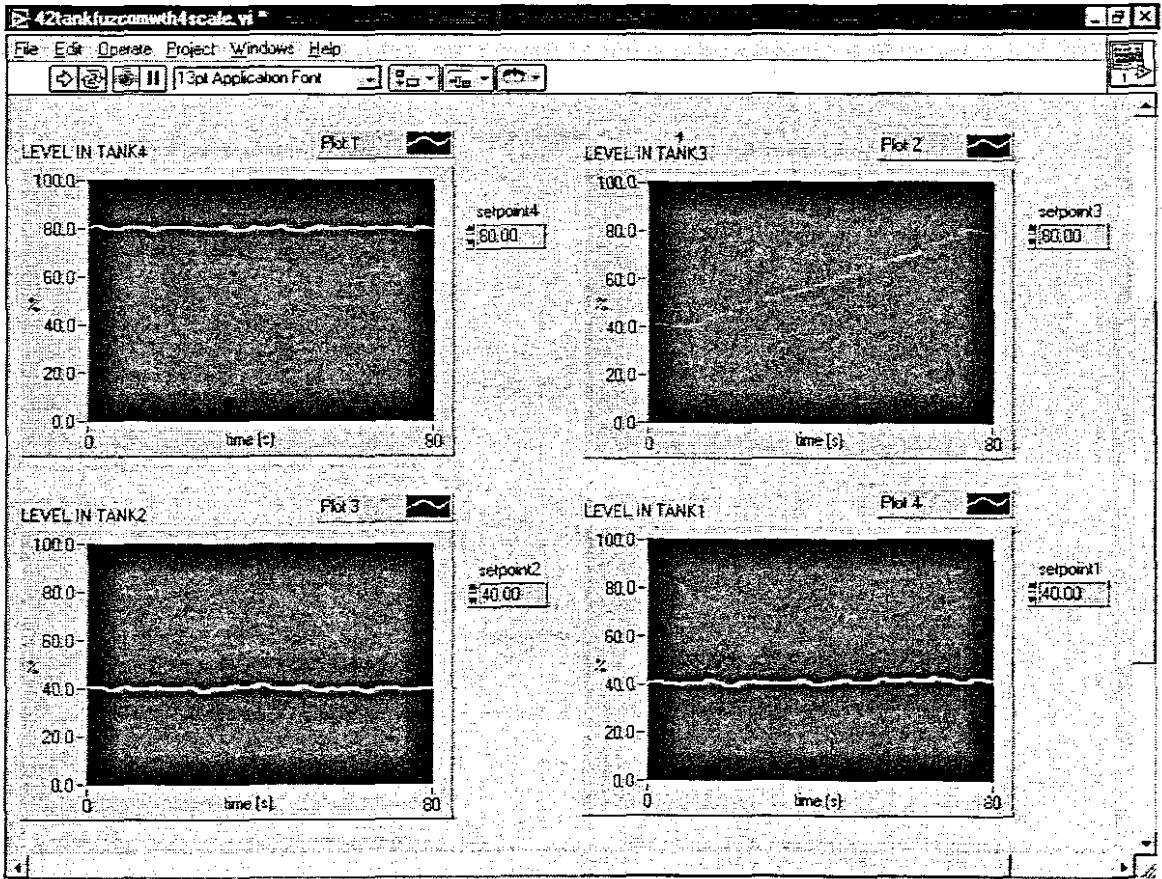 42tankfuzcomwth4scale.vi *
File Edit Operate Project Windows Help
13pt Application Font
1
LEVEL IN TANK4
Plot 1
100.0
80.0
60.0
40.0
20.0
0.0
%
0
time [s]
80
setpoint4
80.00
LEVEL IN TANK3
Plot 2
100.0
80.0
60.0
40.0
20.0
0.0
%
0
time [s]
80
setpoint3
80.00
LEVEL IN TANK2
Plot 3
100.0
80.0
60.0
40.0
20.0
0.0
%
0
time [s]
80
setpoint2
40.00
LEVEL IN TANK1
Plot 4
100.0
80.0
60.0
40.0
20.0
0.0
%
0
time [s]
80
setpoint1
40.00